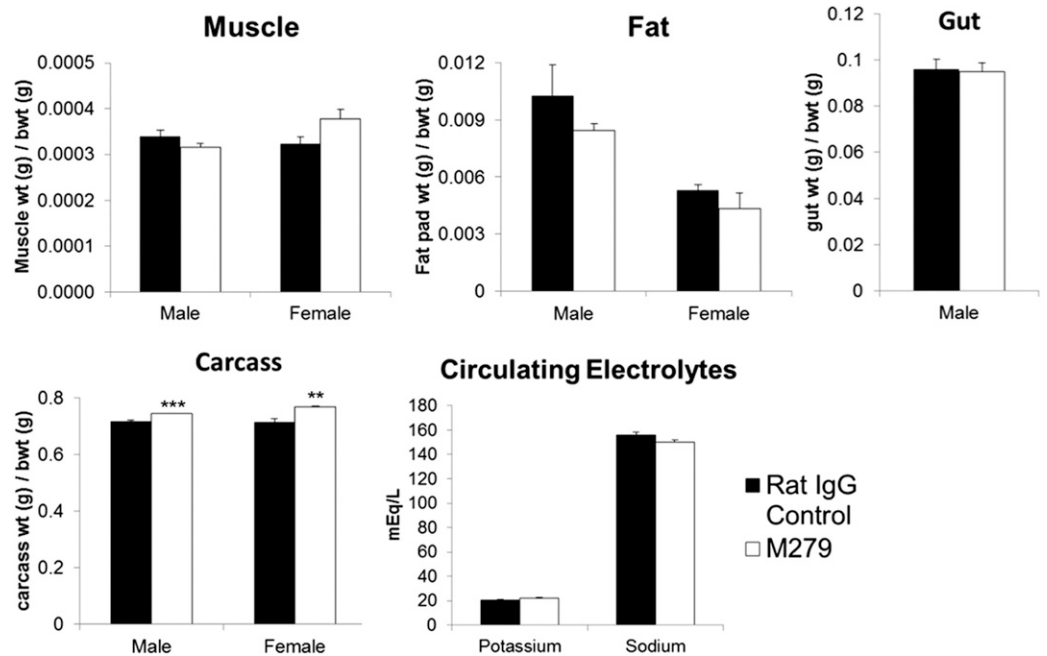 Muscle
Muscle wt (g) / bwt (g)
0.0005
0.0004
0.0003
0.0002
0.0001
0.0000
Male Female
Fat
Fat pad wt (g) / bwt (g)
0.012
0.009
0.006
0.003
0
Male Female
Gut
gut wt (g) / bwt (g)
0.12
0.1
0.08
0.06
0.04
0.02
0
Male
Carcass
carcass wt (g) / bwt (g)
0.8
0.6
0.4
0.2
0
*** **
Male Female
Circulating Electrolytes
mEq/L
180
160
140
120
100
80
60
40
20
0
Potassium Sodium
Rat IgG
Control
M279